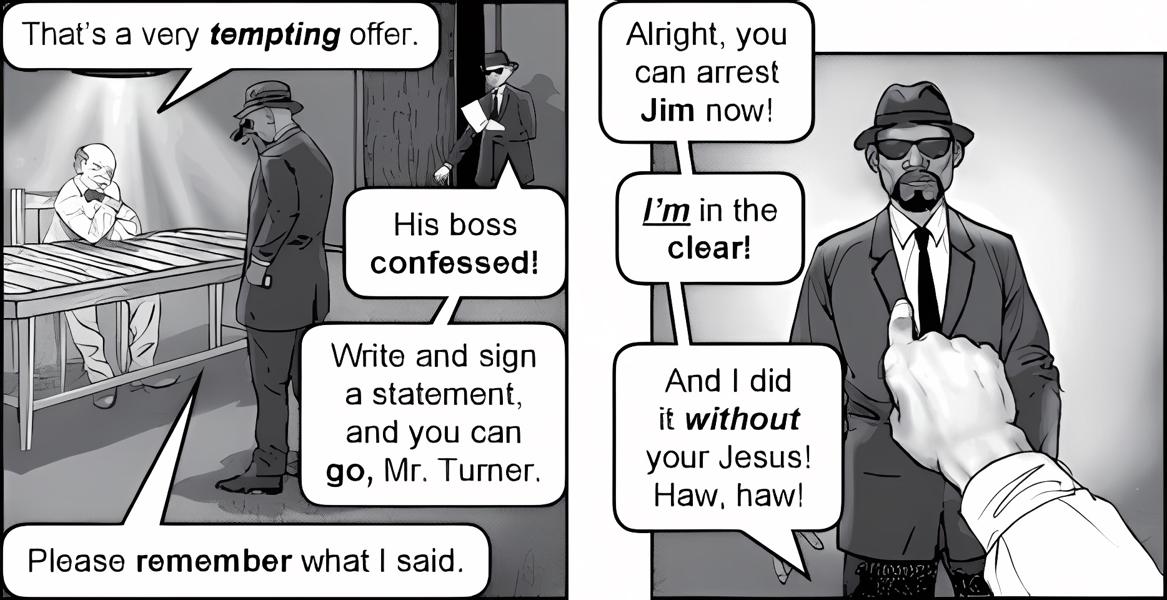 That's a very tempting offer.
His boss
confessed!
Write and sign
a statement,
and you can
go, Mr. Turner.
Please remember what I said.
Alright, you
can arrest
Jim now!
I'm in the
clear!
And I did
it without
your Jesus!
Haw, haw!